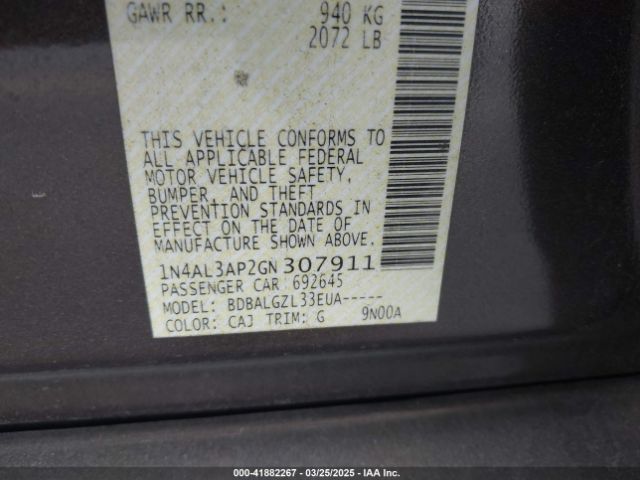 GAWR RR.: 940 KG
2072 LB
THIS VEHICLE CONFORMS TO
ALL APPLICABLE FEDERAL
MOTOR VEHICLE SAFETY,
BUMPER, AND THEFT
PREVENTION STANDARDS IN
EFFECT ON THE DATE OF
MANUFACTURE SHOWN ABOVE.
1N4AL3AP2GN307911
PASSENGER CAR 692645
MODEL: BDBALGZL33EUA-----
COLOR: CAJ TRIM: G 9N00A
000-41882267 - 03/25/2025 - IAA Inc.